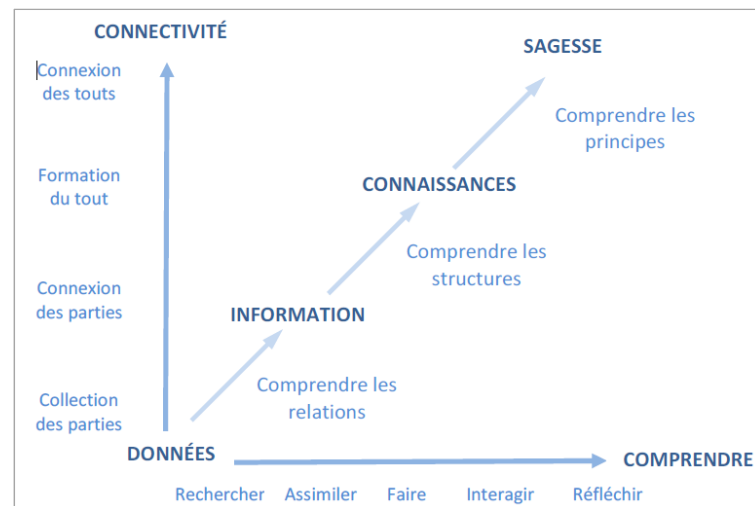 CONNECTIVITÉ
Connexion
des touts
SAGESSE
Comprendre les
principes
Formation
du tout
CONNAISSANCES
Comprendre les
structures
Connexion
des parties
INFORMATION
Comprendre les
relations
Collection
des parties
DONNÉES
COMPRENDRE
Rechercher Assimiler Faire Interagir Réfléchir